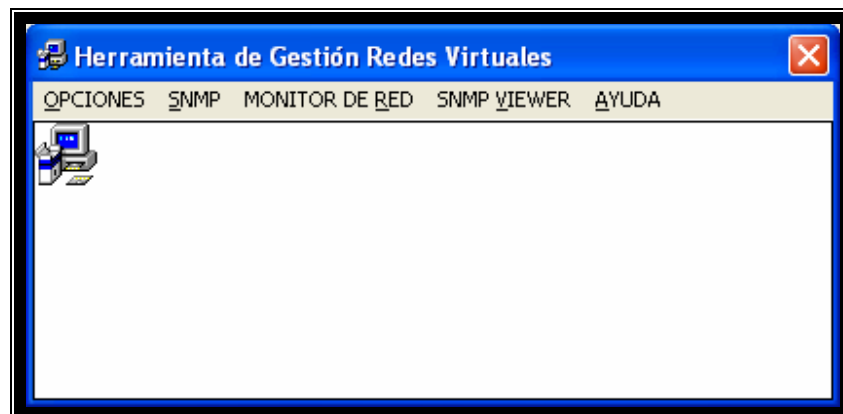 Herramienta de Gestión Redes Virtuales
OPCIONES SNMP MONITOR DE RED SNMP VIEWER AYUDA